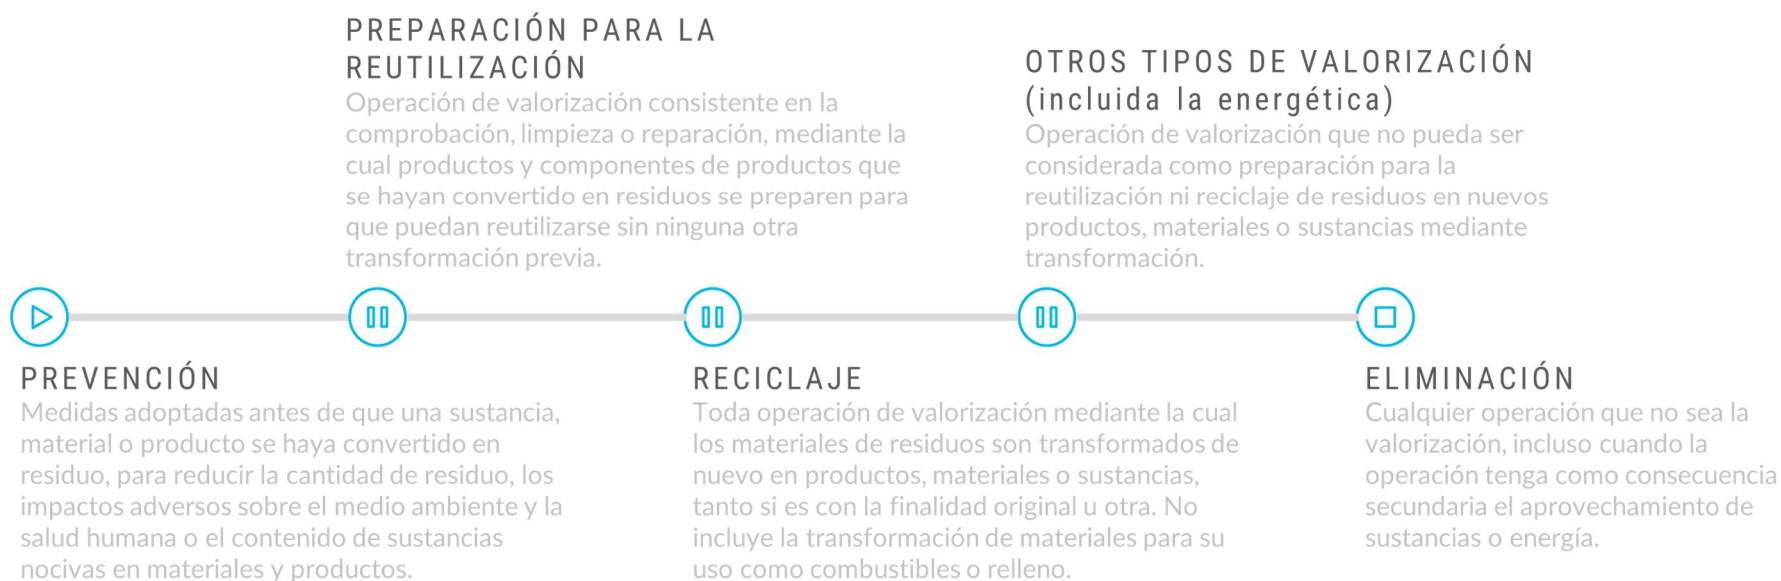 PREPARACIÓN PARA LA
REUTILIZACIÓN
Operación de valorización consistente en la
comprobación, limpieza o reparación, mediante la
cual productos y componentes de productos que
se hayan convertido en residuos se preparen para
que puedan reutilizarse sin ninguna otra
transformación previa.
OTROS TIPOS DE VALORIZACIÓN
(incluida la energética)
Operación de valorización que no pueda ser
considerada como preparación para la
reutilización ni reciclaje de residuos en nuevos
productos, materiales o sustancias mediante
transformación.
PREVENCIÓN
Medidas adoptadas antes de que una sustancia,
material o producto se haya convertido en
residuo, para reducir la cantidad de residuo, los
impactos adversos sobre el medio ambiente y la
salud humana o el contenido de sustancias
nocivas en materiales y productos.
RECICLAJE
Toda operación de valorización mediante la cual
los materiales de residuos son transformados de
nuevo en productos, materiales o sustancias,
tanto si es con la finalidad original u otra. No
incluye la transformación de materiales para su
uso como combustibles o relleno.
ELIMINACIÓN
Cualquier operación que no sea la
valorización, incluso cuando la
operación tenga como consecuencia
secundaria el aprovechamiento de
sustancias o energía.